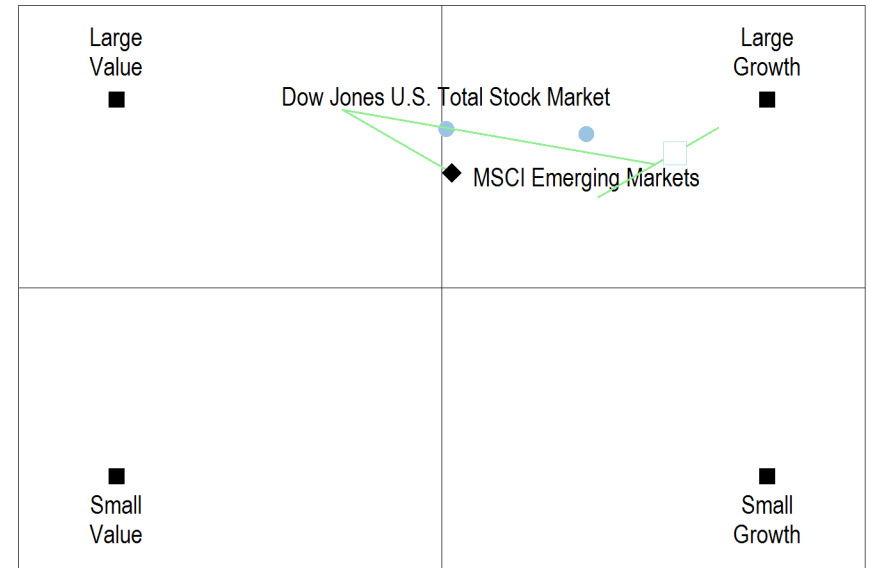 Large
Value
Large
Growth
Dow Jones U.S. Total Stock Market
MSCI Emerging Markets
Small
Value
Small
Growth